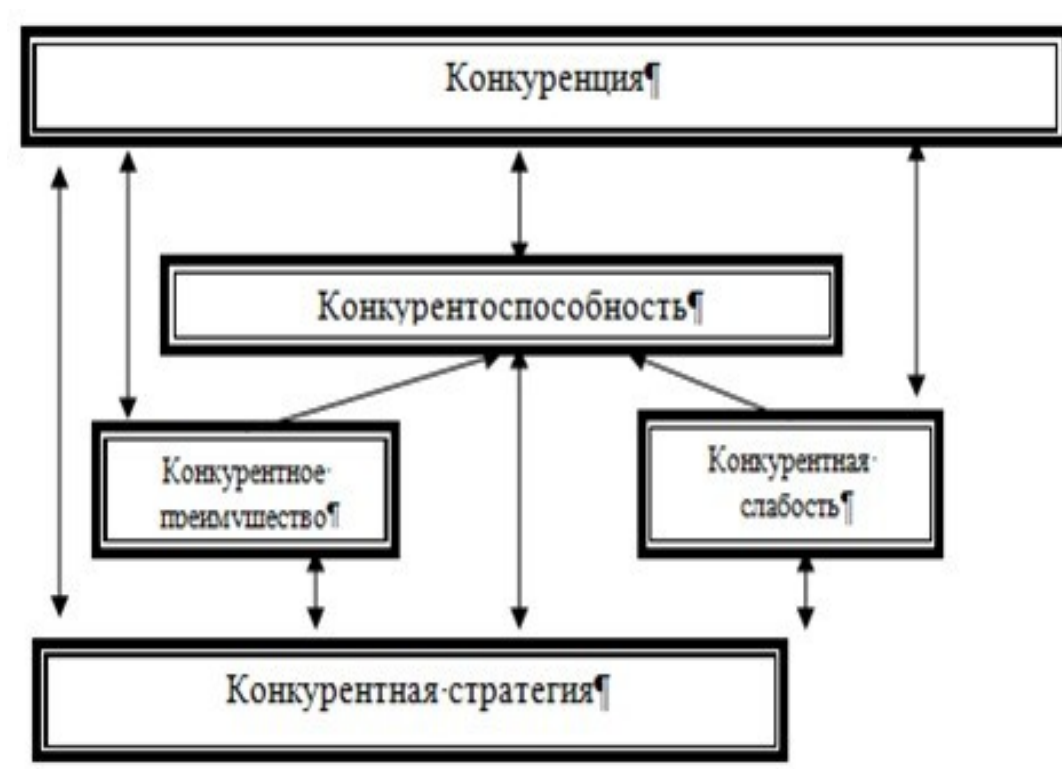 Конкуренция¶
Конкурентоспособность¶
Конкурентное·
преимущество¶
Конкурентная·
слабость¶
Конкурентная·стратегия¶